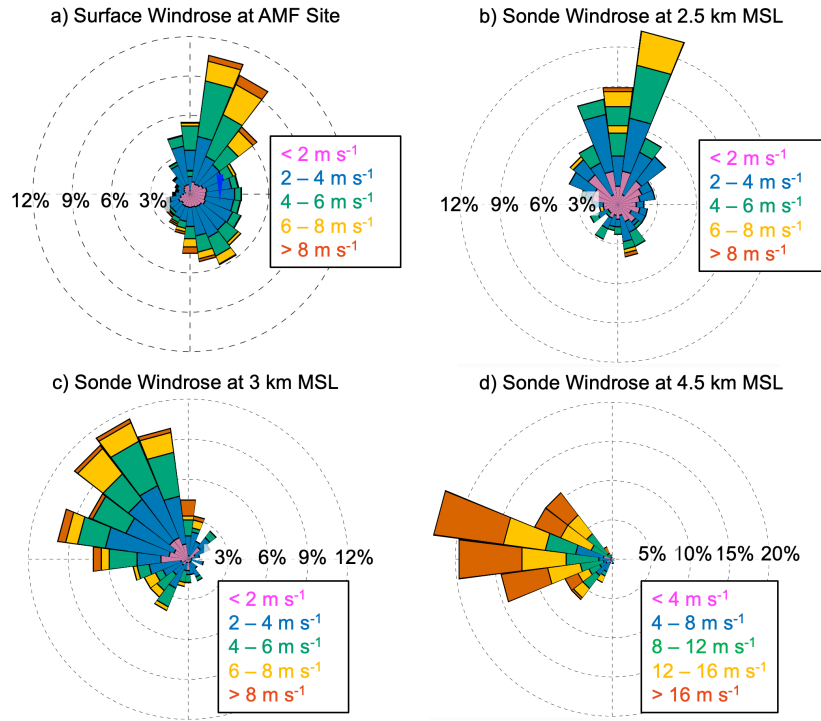 a) Surface Windrose at AMF Site
b) Sonde Windrose at 2.5 km MSL
12% 9% 6% 3%
< 2 m s⁻¹
2 – 4 m s⁻¹
4 – 6 m s⁻¹
6 – 8 m s⁻¹
> 8 m s⁻¹
12% 9% 6% 3%
< 2 m s⁻¹
2 – 4 m s⁻¹
4 – 6 m s⁻¹
6 – 8 m s⁻¹
> 8 m s⁻¹
c) Sonde Windrose at 3 km MSL
d) Sonde Windrose at 4.5 km MSL
3% 6% 9% 12%
< 2 m s⁻¹
2 – 4 m s⁻¹
4 – 6 m s⁻¹
6 – 8 m s⁻¹
> 8 m s⁻¹
5% 10% 15% 20%
< 4 m s⁻¹
4 – 8 m s⁻¹
8 – 12 m s⁻¹
12 – 16 m s⁻¹
> 16 m s⁻¹